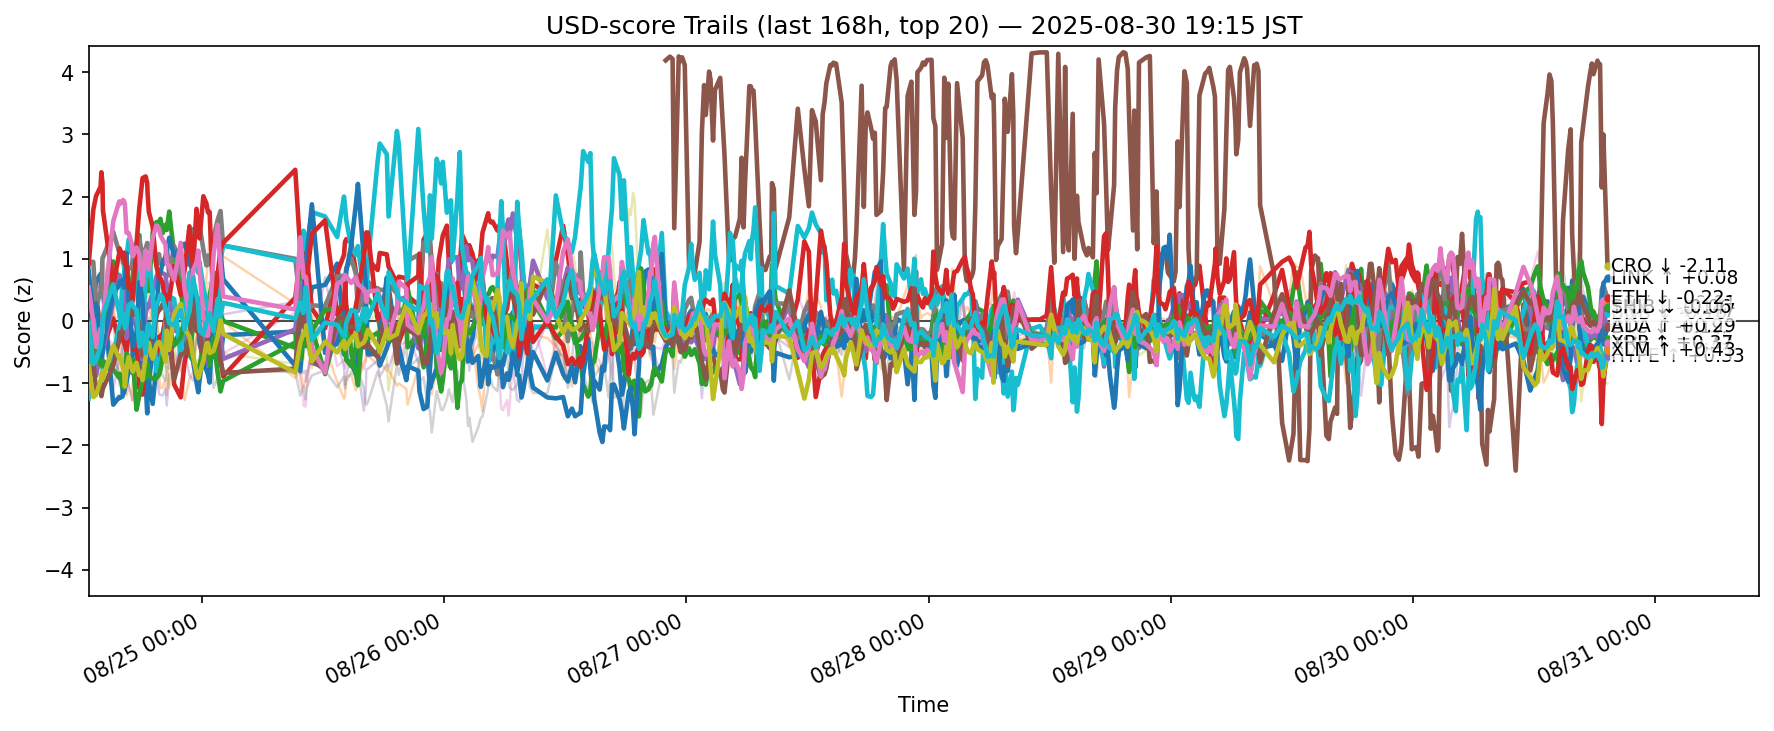 USD-score Trails (last 168h, top 20) — 2025-08-30 19:15 JST
Score (z)
4
3
2
1
0
−1
−2
−3
−4
CRO ↓ -2.11
LINK ↑ +0.08
ETH ↓ -0.22
SHIB ↓
ADA +0.29
XRP ↑
XLM ↑ +0.43
08/25 00:00
08/26 00:00
08/27 00:00
08/28 00:00
08/29 00:00
08/30 00:00
08/31 00:00
Time